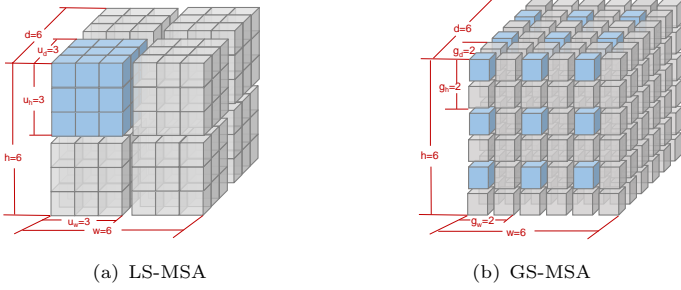 d=6
u_d=3
u_h=3
h=6
u_w=3
w=6
(a) LS-MSA
d=6
g_d=2
g_h=2
h=6
g_w=2
w=6
(b) GS-MSA